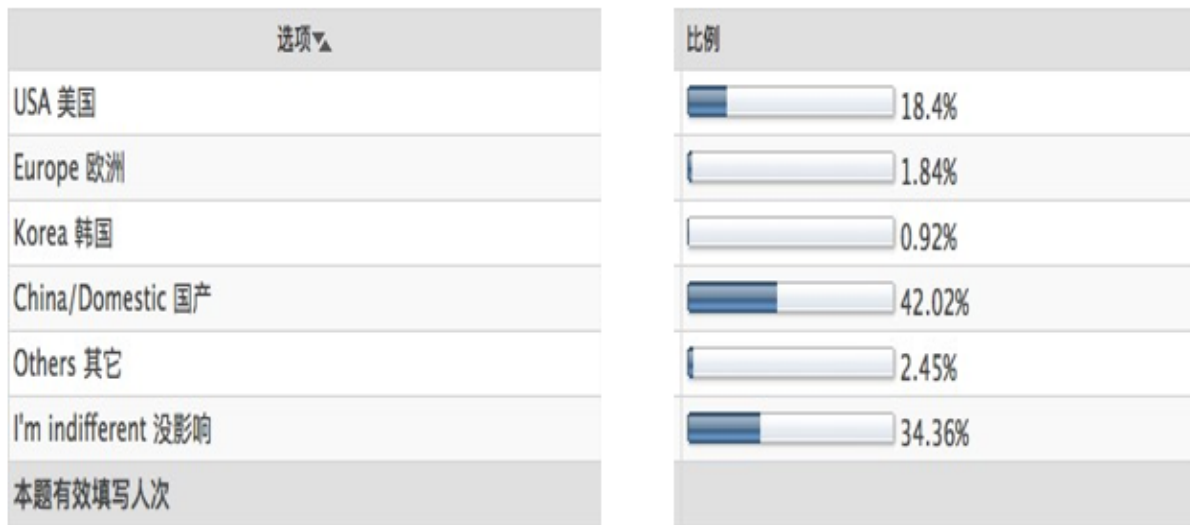 选项 比例
USA 美国 18.4%
Europe 欧洲 1.84%
Korea 韩国 0.92%
China/Domestic 国产 42.02%
Others 其它 2.45%
I'm indifferent 没影响 34.36%
本题有效填写人次